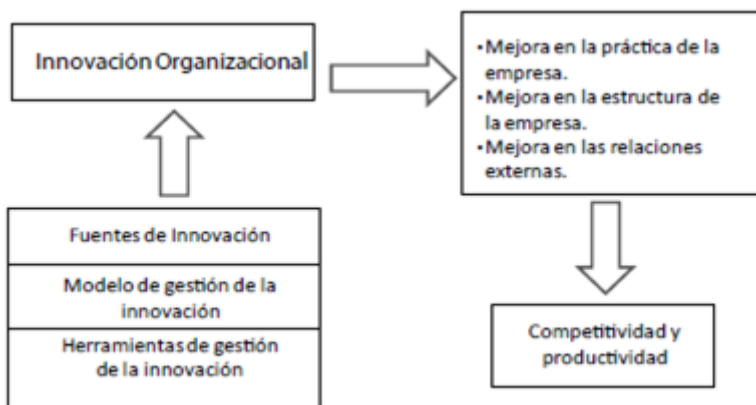 Innovación Organizacional
•Mejora en la práctica de la
empresa.
•Mejora en la estructura de
la empresa.
•Mejora en las relaciones
externas.
Fuentes de Innovación
Modelo de gestión de la
innovación
Herramientas de gestión
de la innovación
Competitividad y
productividad